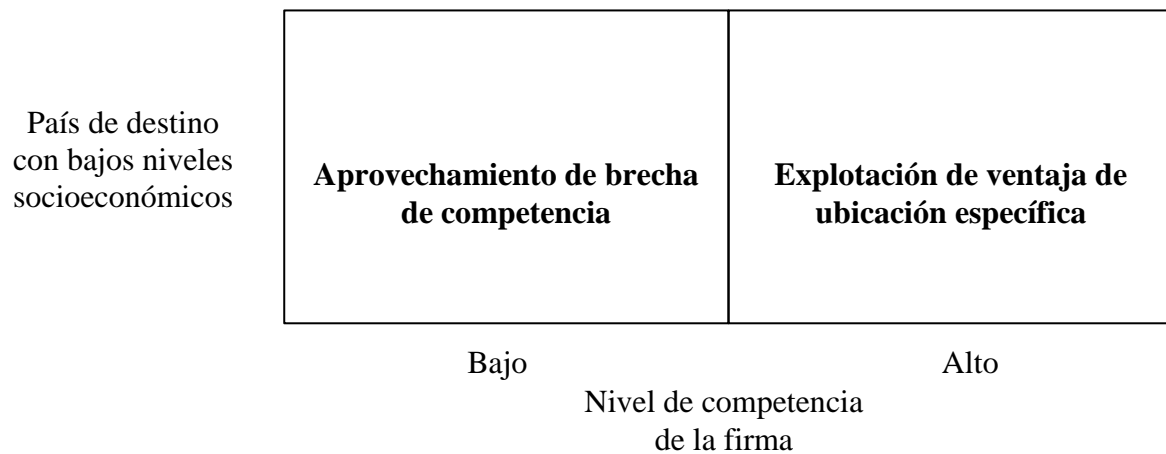 País de destino
con bajos niveles
socioeconómicos
Aprovechamiento de brecha
de competencia
Explotación de ventaja de
ubicación específica
Bajo
Alto
Nivel de competencia
de la firma